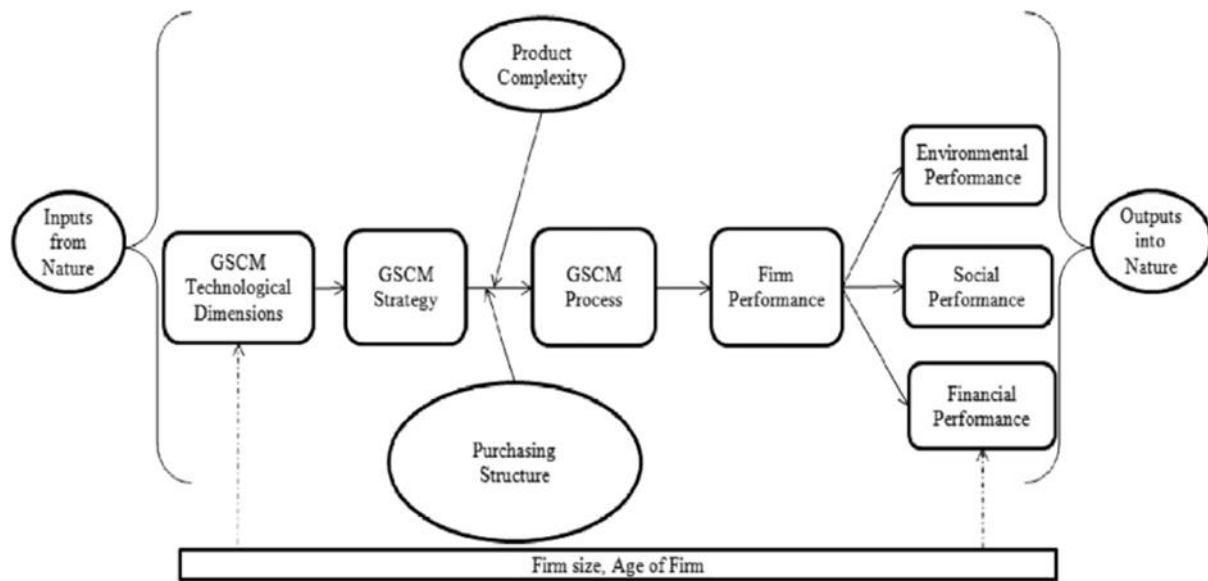 Product
Complexity
Inputs
from
Nature
GSCM
Technological
Dimensions
GSCM
Strategy
GSCM
Process
Firm
Performance
Environmental
Performance
Social
Performance
Financial
Performance
Outputs
into
Nature
Purchasing
Structure
Firm size, Age of Firm